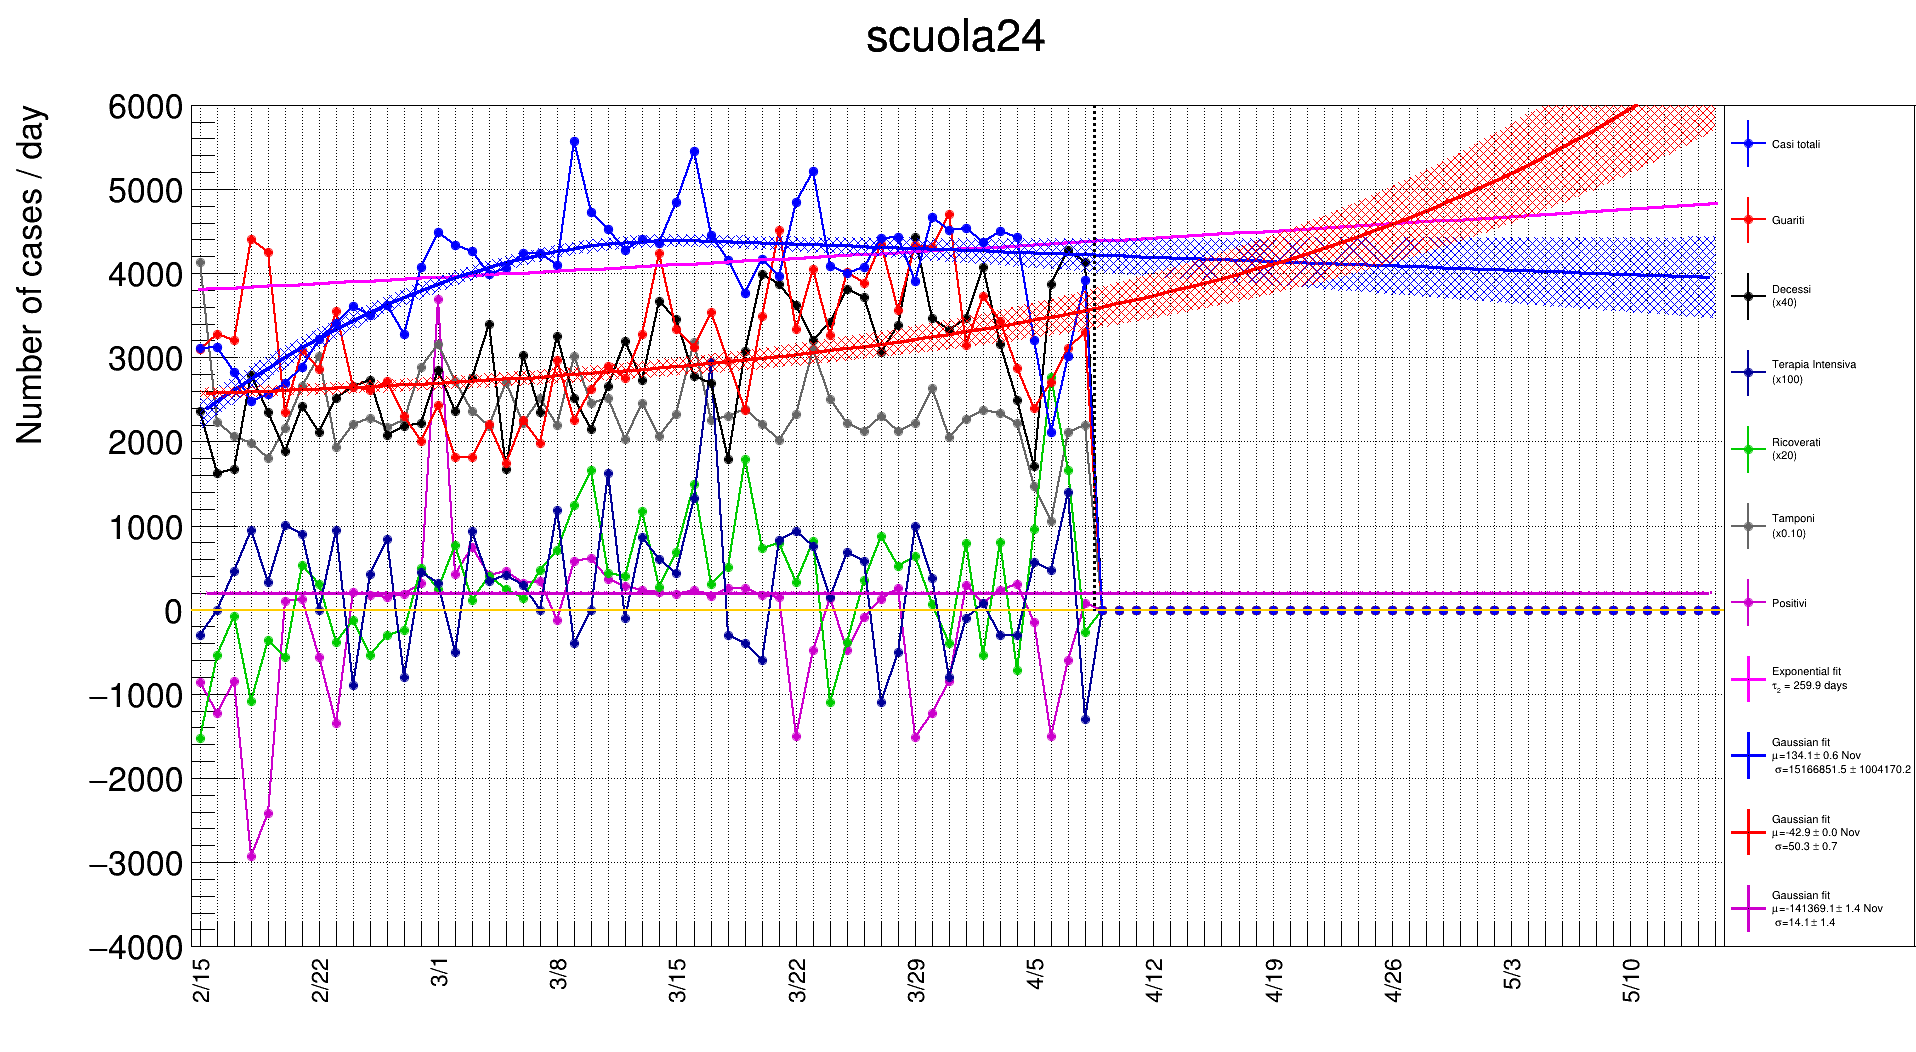 scuola24
Number of cases / day
6000
5000
4000
3000
2000
1000
0
−1000
−2000
−3000
−4000
2/15
2/22
3/1
3/8
3/15
3/22
3/29
4/5
4/12
4/19
4/26
5/3
5/10
Casi totali
Guariti
Decessi
(x40)
Terapia Intensiva
(x100)
Ricoverati
(x20)
Tamponi
(x0.10)
Positivi
Exponential fit
τ₂ = 259.9 days
Gaussian fit
μ=134.1± 0.6 Nov
σ=15166851.5 ± 1004170.2
Gaussian fit
μ=-42.9 ± 0.0 Nov
σ=50.3 ± 0.7
Gaussian fit
μ=-141369.1± 1.4 Nov
σ=14.1± 1.4